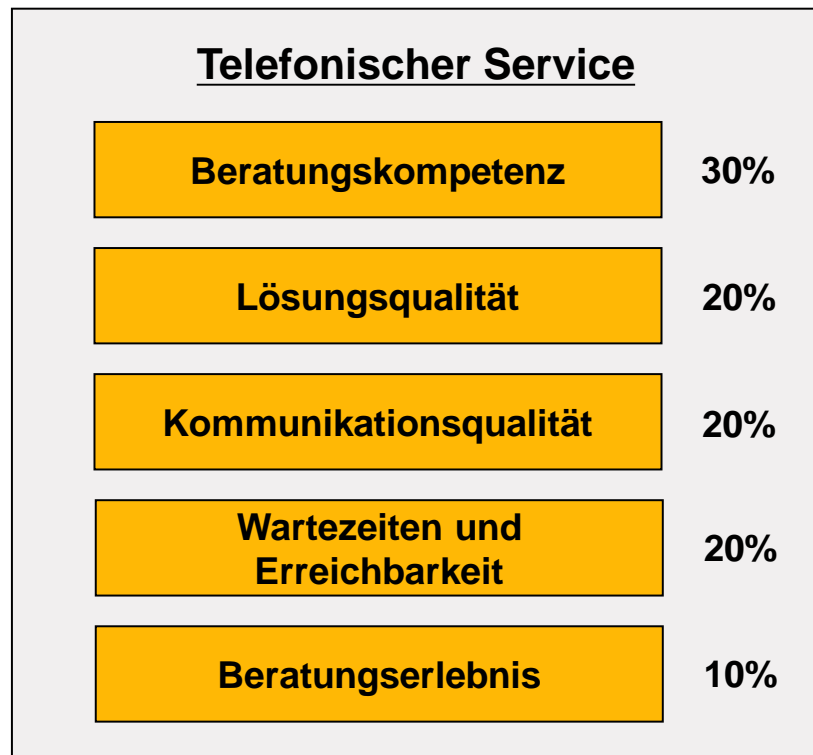 Telefonischer Service
Beratungskompetenz 30%
Lösungsqualität 20%
Kommunikationsqualität 20%
Wartezeiten und
Erreichbarkeit 20%
Beratungserlebnis 10%